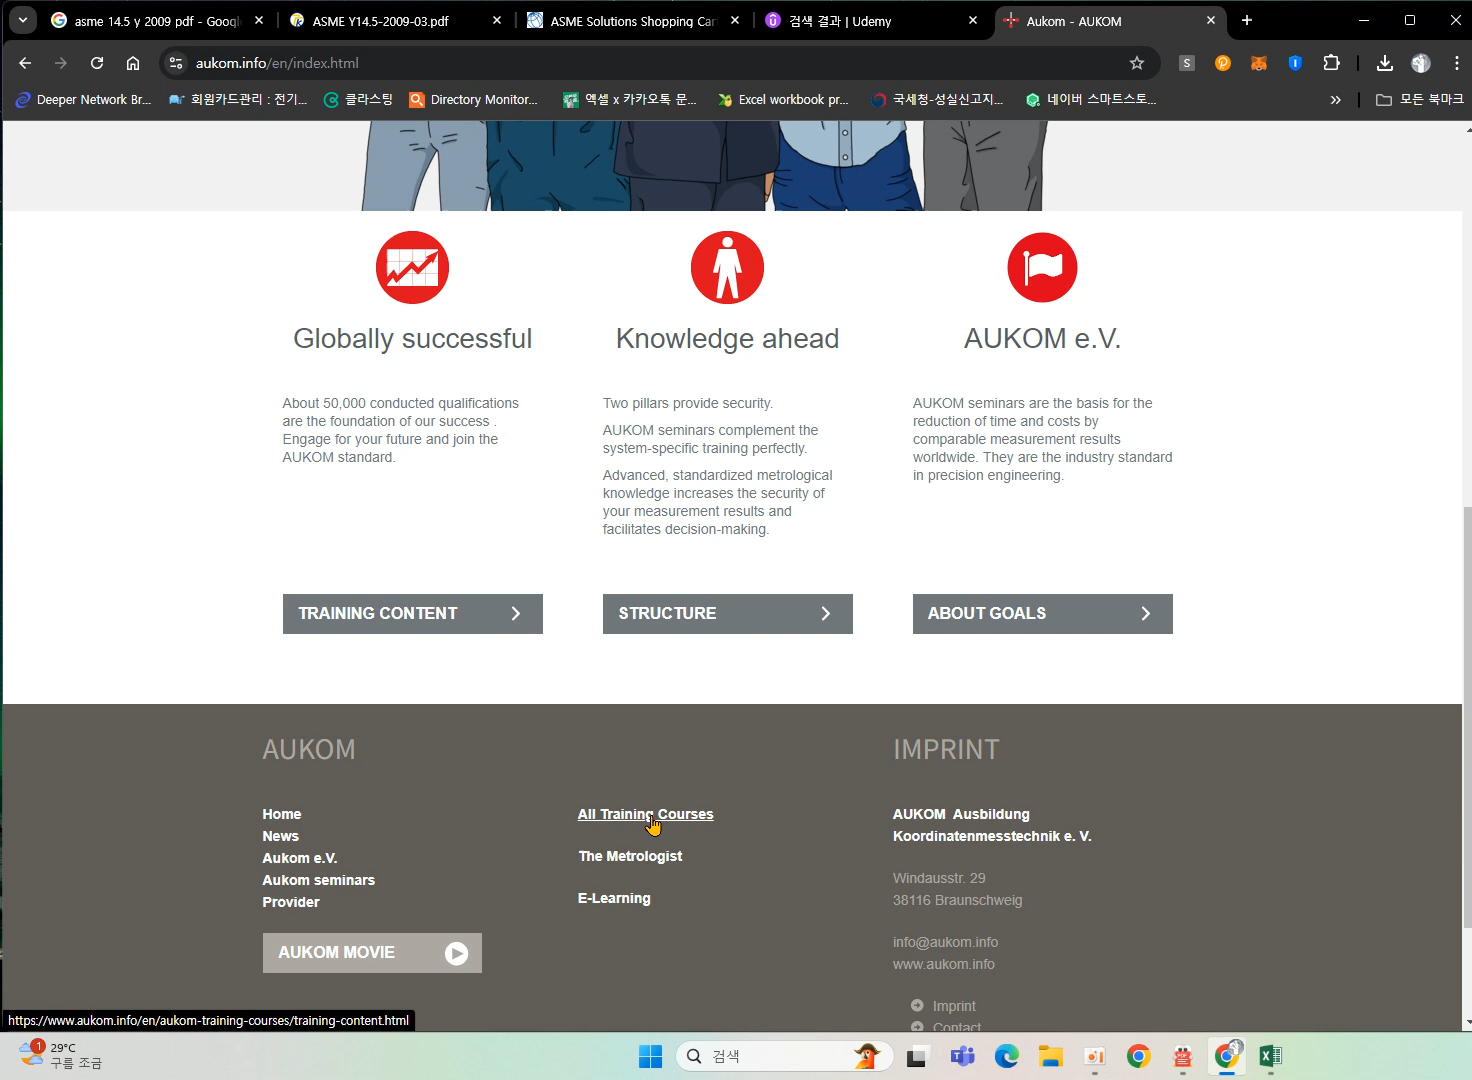 asme 14.5 y 2009 pdf - Googl
ASME Y14.5-2009-03.pdf
ASME Solutions Shopping Car
검색 결과 | Udemy
Aukom - AUKOM
aukom.info/en/index.html
Deeper Network Br...
회원카드관리 : 전기...
클라스팅
Directory Monitor...
엑셀 x 카카오톡 문...
Excel workbook pr...
국세청-성실신고지...
네이버 스마트스토...
모든 북마크
Globally successful
About 50,000 conducted qualifications
are the foundation of our success .
Engage for your future and join the
AUKOM standard.
TRAINING CONTENT
Knowledge ahead
Two pillars provide security.
AUKOM seminars complement the
system-specific training perfectly.
Advanced, standardized metrological
knowledge increases the security of
your measurement results and
facilitates decision-making.
STRUCTURE
AUKOM e.V.
AUKOM seminars are the basis for the
reduction of time and costs by
comparable measurement results
worldwide. They are the industry standard
in precision engineering.
ABOUT GOALS
AUKOM
Home
News
Aukom e.V.
Aukom seminars
Provider
AUKOM MOVIE
All Training Courses
The Metrologist
E-Learning
IMPRINT
AUKOM Ausbildung
Koordinatenmesstechnik e. V.
Windausstr. 29
38116 Braunschweig
info@aukom.info
www.aukom.info
Imprint
Contact
https://www.aukom.info/en/aukom-training-courses/training-content.html
1
29°C
구름 조금
검색